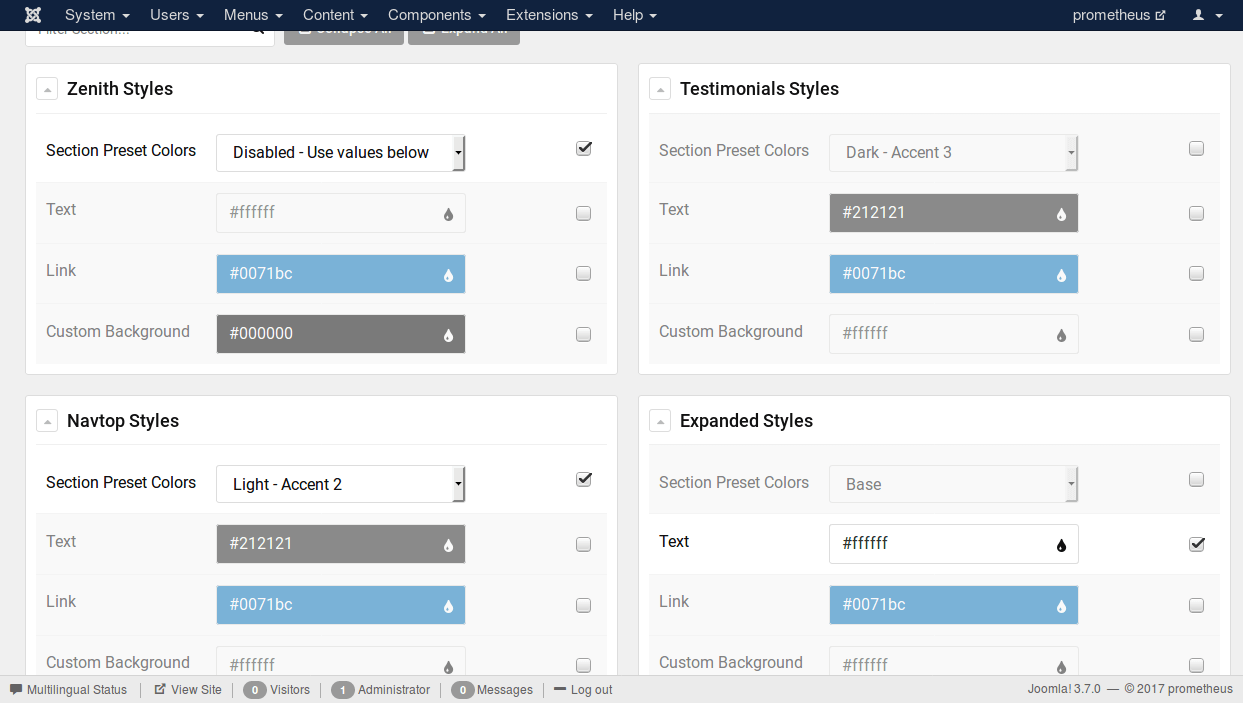 System Users Menus Content Components Extensions Help prometheus
Filter Section... Collapse All Expand All
Zenith Styles
Section Preset Colors Disabled - Use values below
Text #ffffff
Link #0071bc
Custom Background #000000
Testimonials Styles
Section Preset Colors Dark - Accent 3
Text #212121
Link #0071bc
Custom Background #ffffff
Navtop Styles
Section Preset Colors Light - Accent 2
Text #212121
Link #0071bc
Custom Background #ffffff
Expanded Styles
Section Preset Colors Base
Text #ffffff
Link #0071bc
Custom Background #ffffff
Multilingual Status View Site 0 Visitors 1 Administrator 0 Messages Log out Joomla! 3.7.0 — © 2017 prometheus